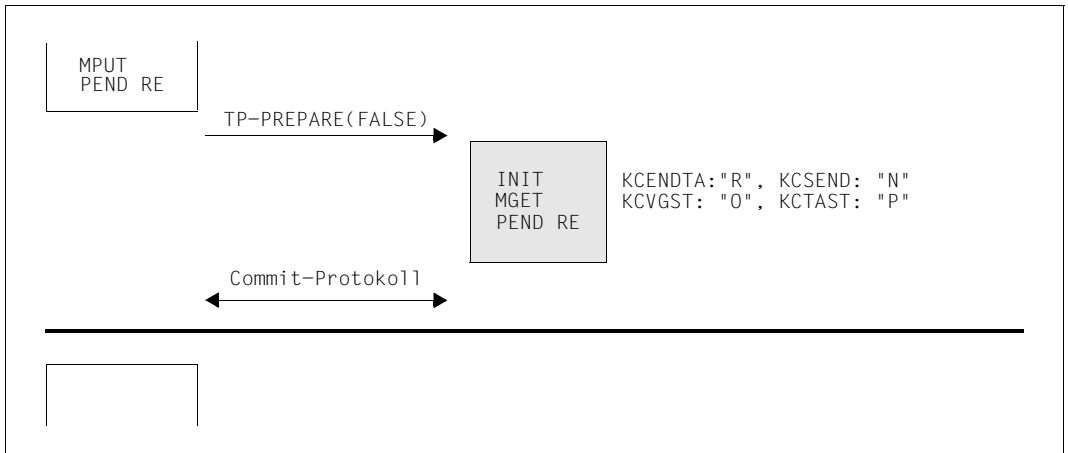 MPUT
PEND RE
TP-PREPARE(FALSE)
INIT
MGET
PEND RE
KCENDTA:"R", KCSEND: "N"
KCVGST: "O", KCTAST: "P"
Commit-Protokoll